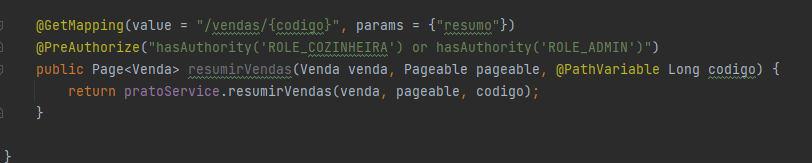 @GetMapping(value = "/vendas/{codigo}", params = {"resumo"})
@PreAuthorize("hasAuthority('ROLE_COZINHEIRA') or hasAuthority('ROLE_ADMIN')")
public Page<Venda> resumirVendas(Venda venda, Pageable pageable, @PathVariable Long codigo) {
return pratoService.resumirVendas(venda, pageable, codigo);
}
}